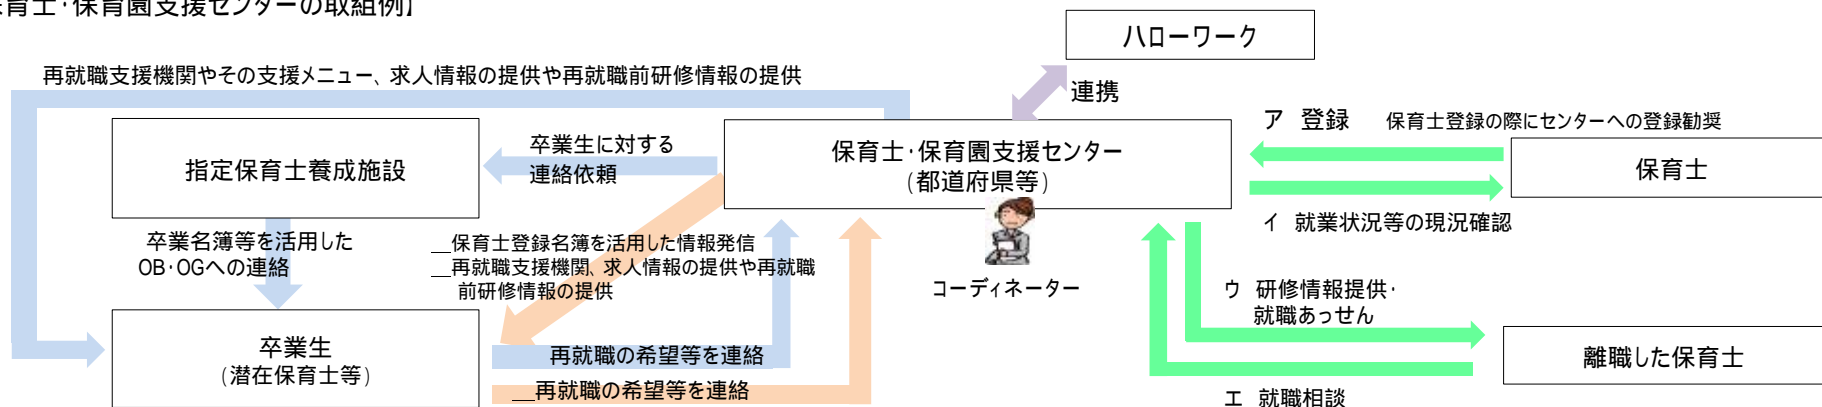 育士・保育園支援センターの取組例】
ハローワーク
再就職支援機関やその支援メニュー、求人情報の提供や再就職前研修情報の提供
連携
ア 登録 保育士登録の際にセンターへの登録勧奨
指定保育士養成施設
卒業生に対する
連絡依頼
保育士・保育園支援センター
(都道府県等)
保育士
イ 就業状況等の現況確認
卒業名簿等を活用した
OB・OGへの連絡
__保育士登録名簿を活用した情報発信
__再就職支援機関、求人情報の提供や再就職
前研修情報の提供
コーディネーター
ウ 研修情報提供・
就職あっせん
卒業生
(潜在保育士等)
再就職の希望等を連絡
__再就職の希望等を連絡
離職した保育士
エ 就職相談